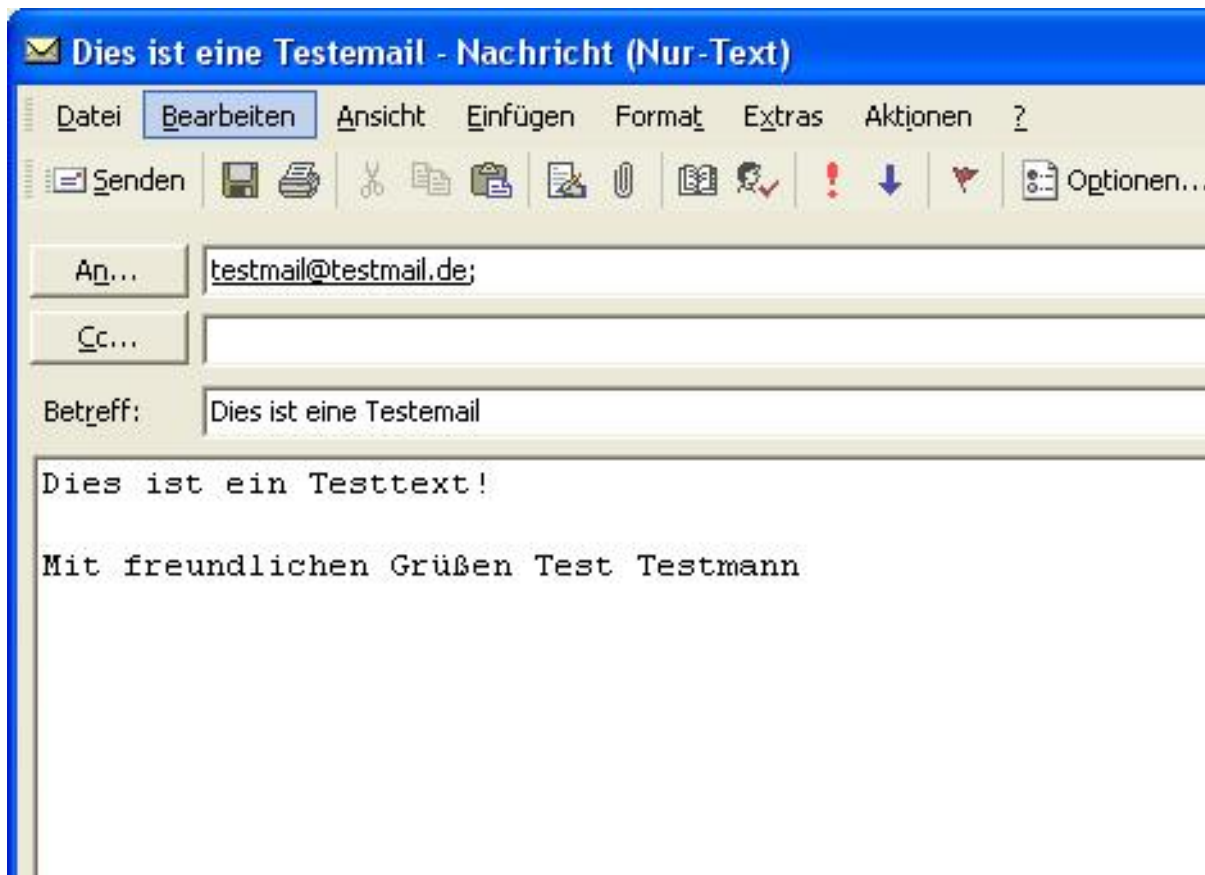 Dies ist eine Testemail - Nachricht (Nur-Text)
Datei Bearbeiten Ansicht Einfügen Format Extras Aktionen ?
Senden Optionen...
An... testmail@testmail.de;
Cc...
Betreff: Dies ist eine Testemail
Dies ist ein Testtext!
Mit freundlichen Grüßen Test Testmann